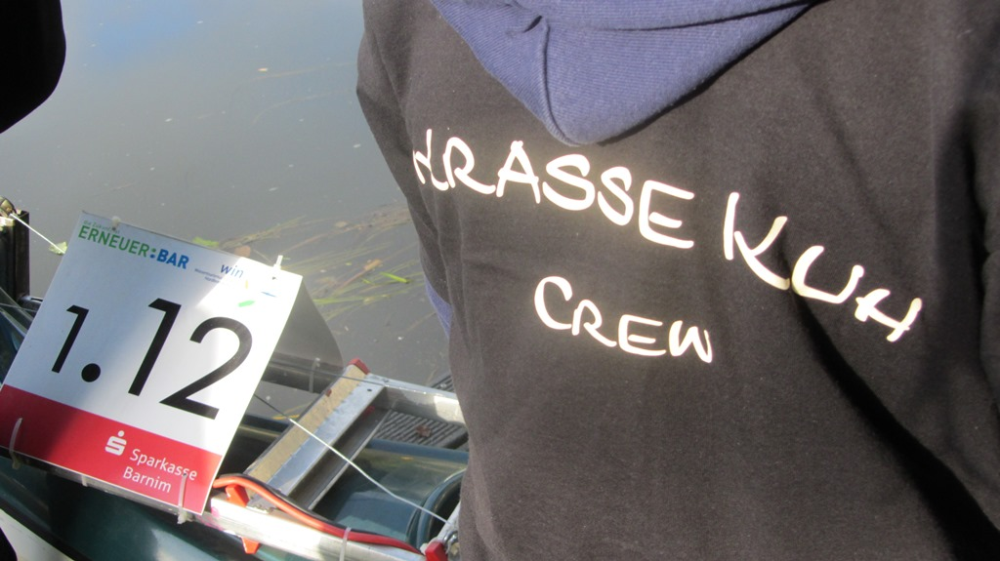 ERNEUER:BAR
win
1.12
Sparkasse
Barnim
KRASSE KUH
CREW